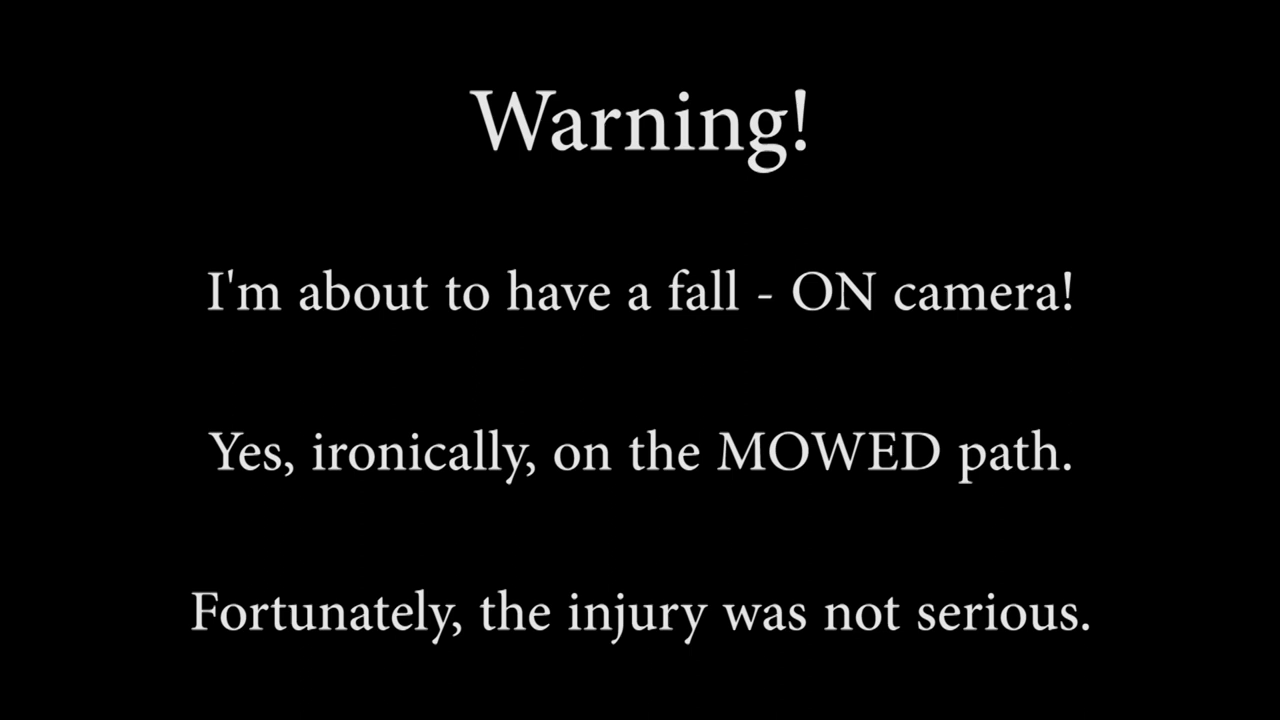 Warning!
I'm about to have a fall - ON camera!
Yes, ironically, on the MOWED path.
Fortunately, the injury was not serious.